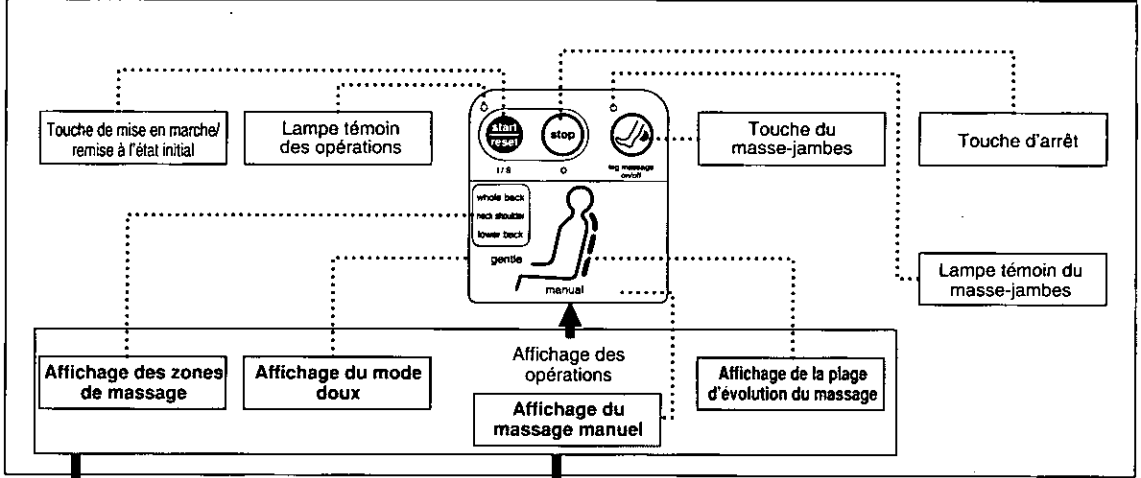 Touche de mise en marche/
remise à l'état initial
Lampe témoin
des opérations
start
reset
stop
I / S
O
leg massage
on/off
Touche du
masse-jambes
Touche d'arrêt
whole back
neck shoulder
lower back
gentle
manual
Lampe témoin du
masse-jambes
Affichage des zones
de massage
Affichage du mode
doux
Affichage des
opérations
Affichage du
massage manuel
Affichage de la plage
d'évolution du massage